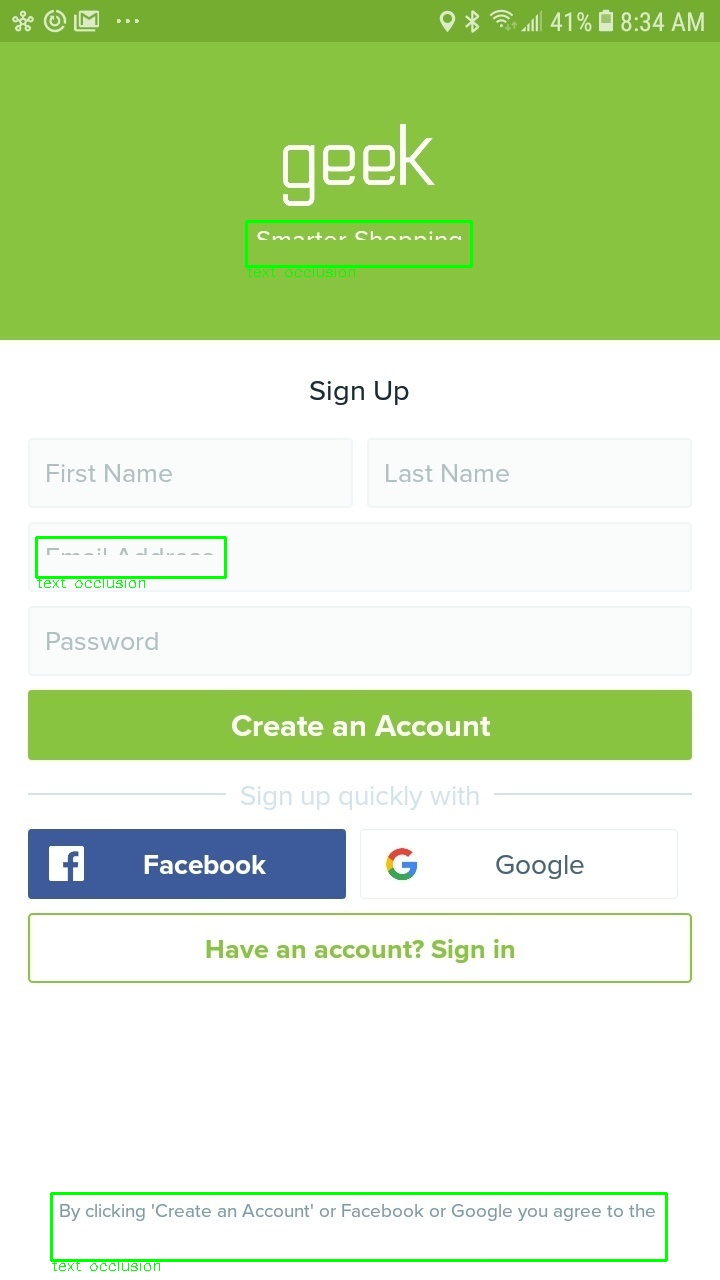 41% 8:34 AM
geek
Smarter Shopping
text occlusion
Sign Up
First Name
Last Name
Email Address
text occlusion
Password
Create an Account
Sign up quickly with
Facebook
Google
Have an account? Sign in
By clicking 'Create an Account' or Facebook or Google you agree to the
text occlusion